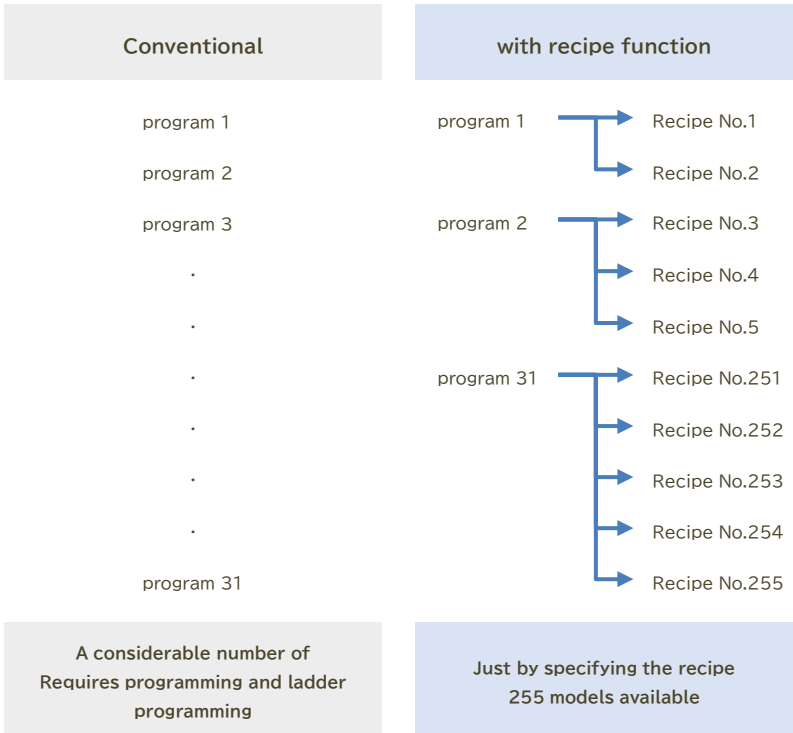 Conventional
program 1
program 2
program 3
.
.
.
.
.
.
program 31
A considerable number of
Requires programming and ladder
programming
with recipe function
program 1
Recipe No.1
Recipe No.2
program 2
Recipe No.3
Recipe No.4
Recipe No.5
program 31
Recipe No.251
Recipe No.252
Recipe No.253
Recipe No.254
Recipe No.255
Just by specifying the recipe
255 models available